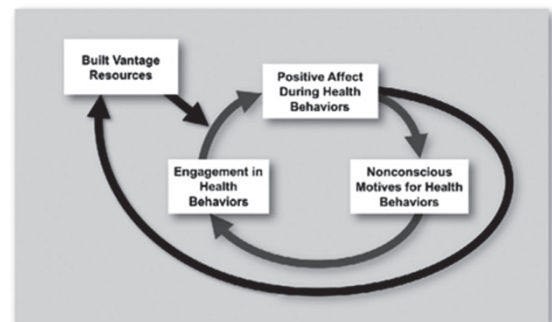 Built Vantage
Resources
Positive Affect
During Health
Behaviors
Engagement in
Health
Behaviors
Nonconscious
Motives for Health
Behaviors